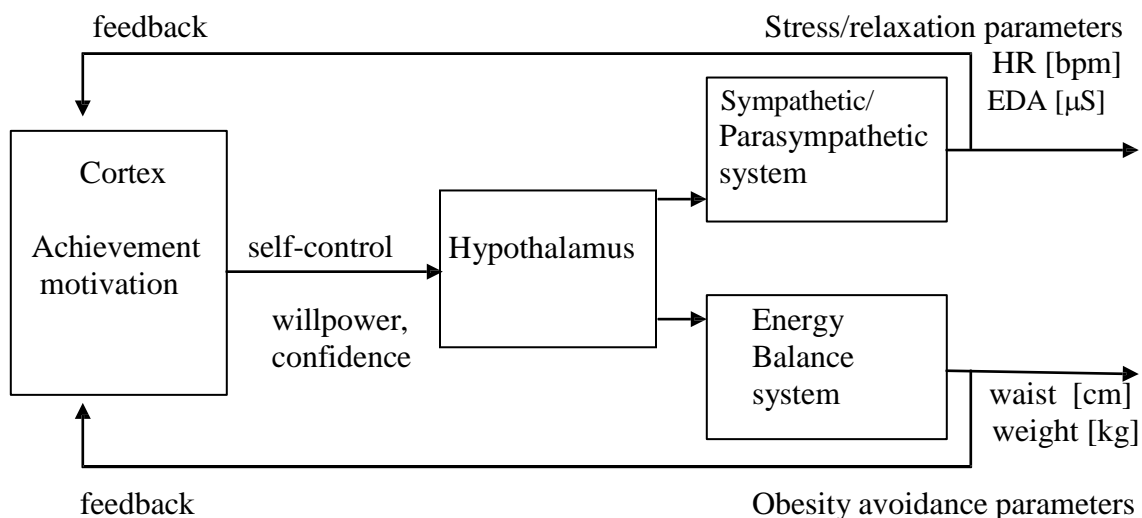 feedback
Stress/relaxation parameters
HR [bpm]
EDA [μS]
Sympathetic/
Parasympathetic
system
Cortex
Achievement
motivation
self-control
willpower,
confidence
Hypothalamus
Energy
Balance
system
waist [cm]
weight [kg]
feedback
Obesity avoidance parameters